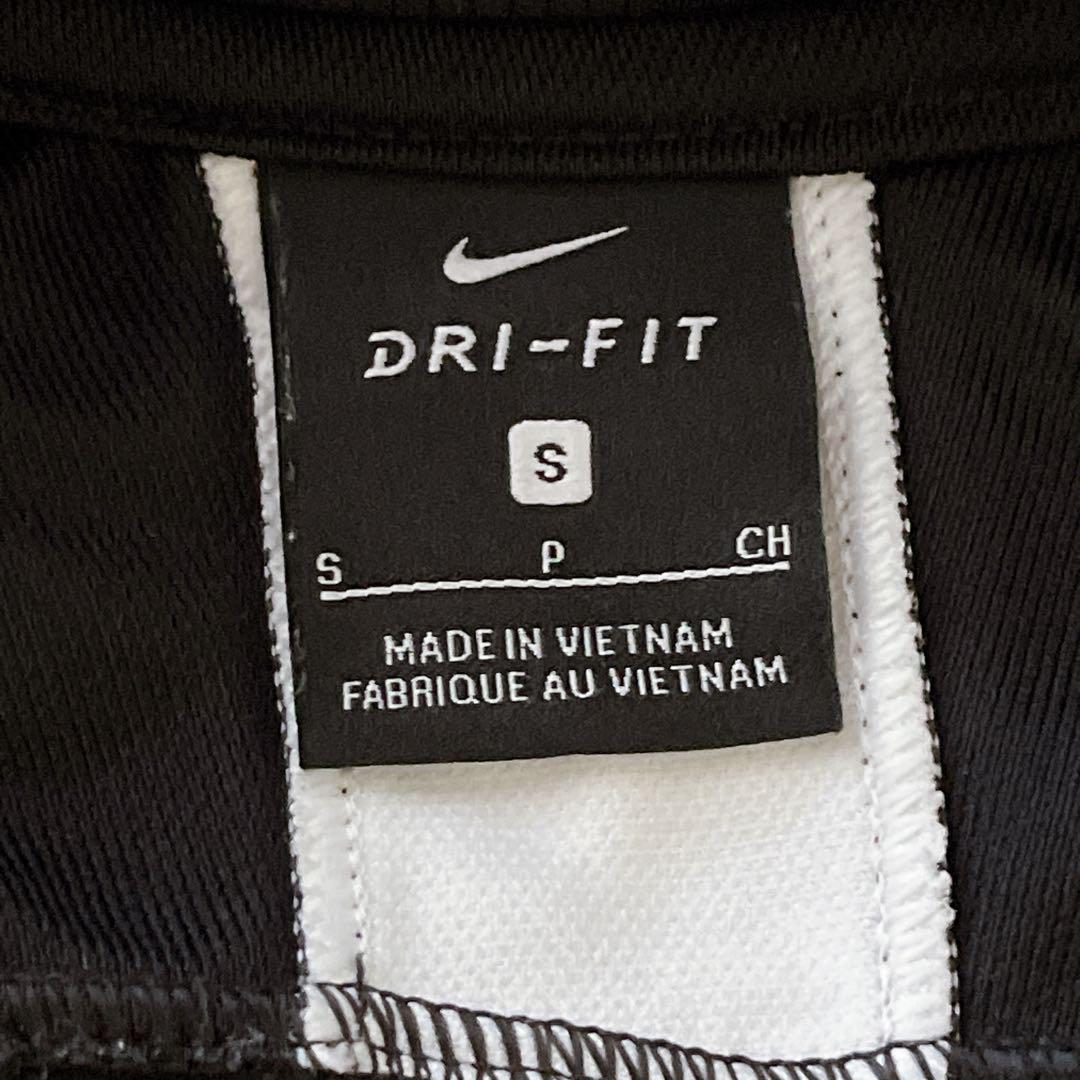 DRI-FIT
S
S P CH
MADE IN VIETNAM
FABRIQUE AU VIETNAM